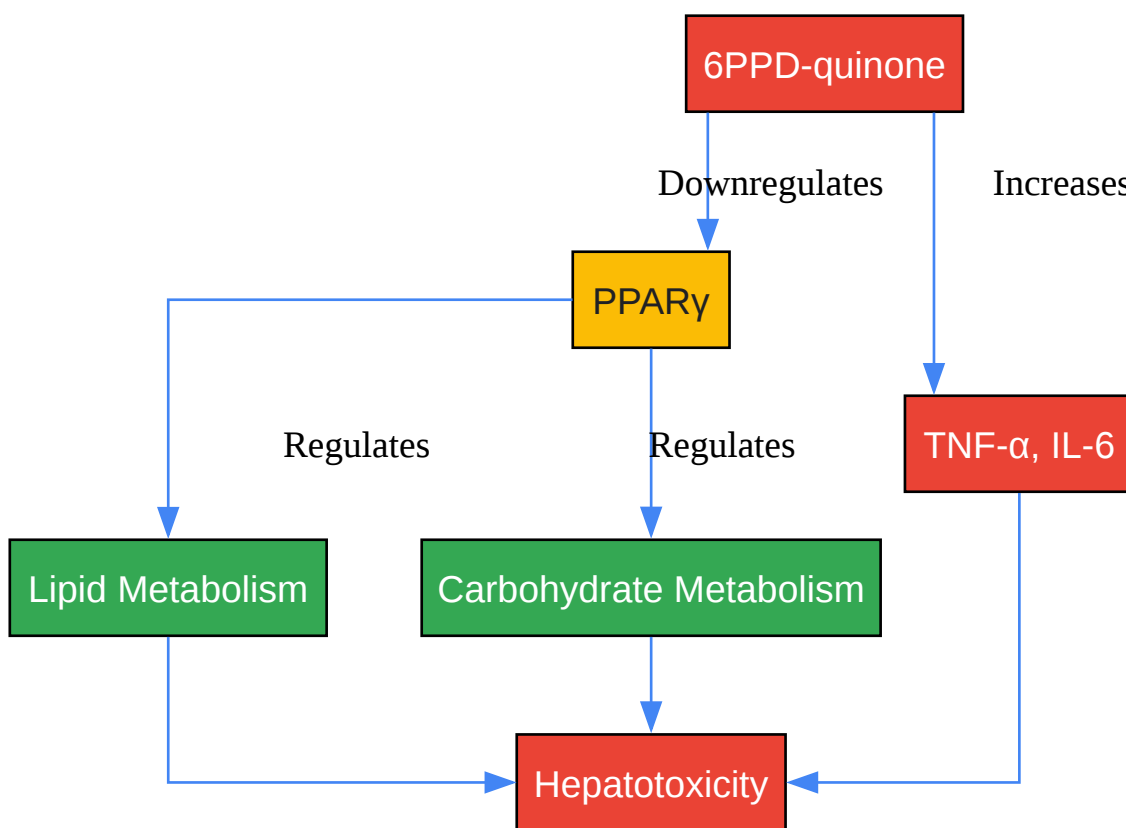 6PPD-quinone
Downregulates
Increases
PPARγ
Regulates
Regulates
TNF-α, IL-6
Lipid Metabolism
Carbohydrate Metabolism
Hepatotoxicity